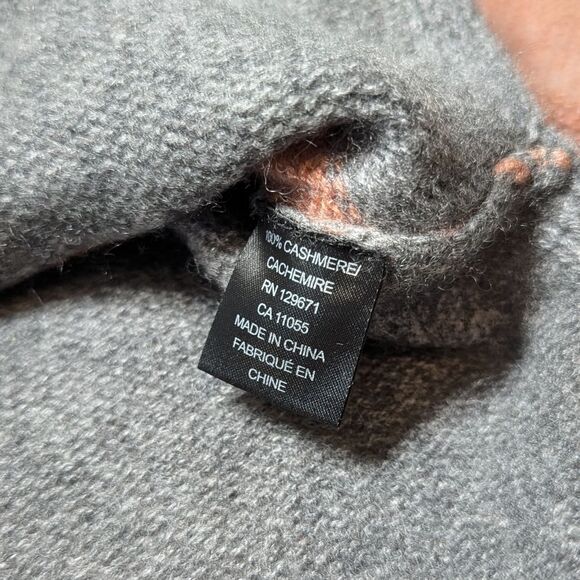 100% CASHMERE/
CACHEMIRE
RN 129671
CA 11055
MADE IN CHINA
FABRIQUÉ EN
CHINE